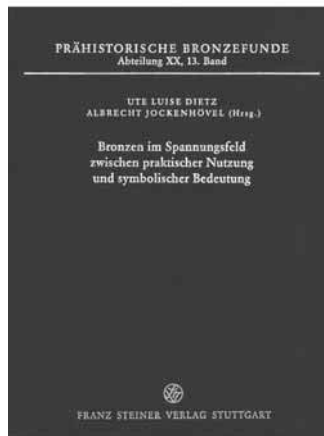 PRÄHISTORISCHE BRONZEFUNDE
Abteilung XX, 13. Band
UTE LUISE DIETZ
ALBRECHT JOCKENHÖVEL (Hrsg.)
Bronzen im Spannungsfeld
zwischen praktischer Nutzung
und symbolischer Bedeutung
FRANZ STEINER VERLAG STUTTGART